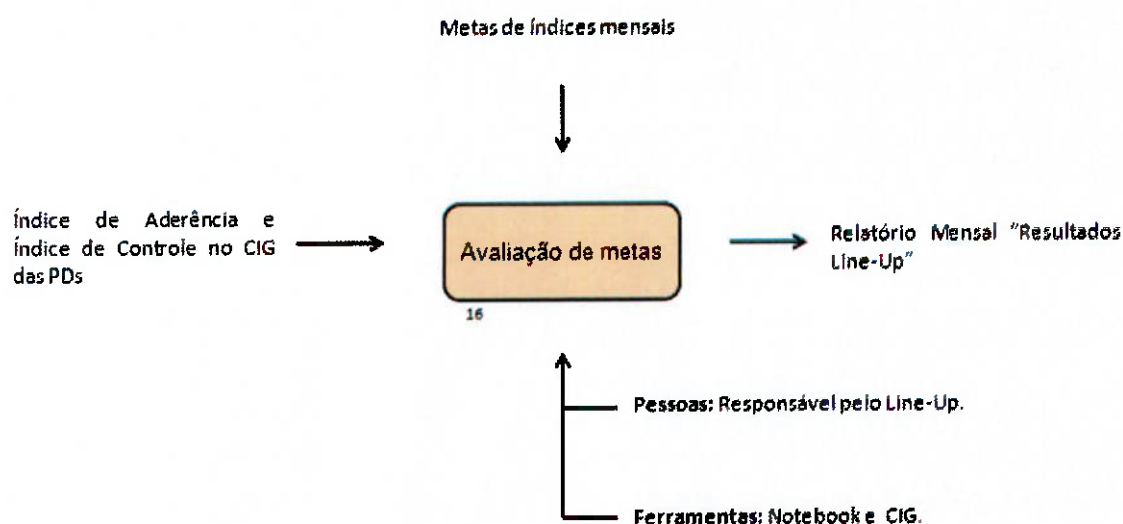 Metas de índices mensais
Índice de Aderência e
Índice de Controle no CIG
das PDs
Avaliação de metas
16
Relatório Mensal "Resultados
Line-Up"
Pessoas: Responsável pelo Line-Up.
Ferramentas: Notebook e CIG.